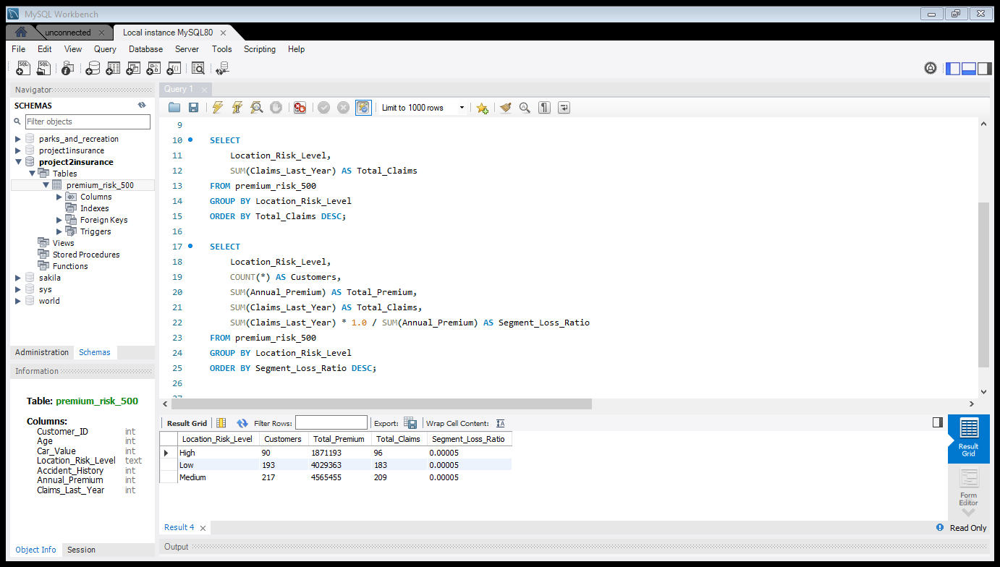 MySQL Workbench
unconnected
Local instance MySQL80
File Edit View Query Database Server Tools Scripting Help
Navigator
SCHEMAS
Filter objects
parks_and_recreation
project1insurance
project2insurance
Tables
premium_risk_500
Columns
Indexes
Foreign Keys
Triggers
Views
Stored Procedures
Functions
sakila
sys
world
Administration Schemas
Information
Table: premium_risk_500
Columns:
Customer_ID int
Age int
Car_Value int
Location_Risk_Level text
Accident_History int
Annual_Premium int
Claims_Last_Year int
Object Info Session
Query 1
Limit to 1000 rows
9
10 SELECT
11 Location_Risk_Level,
12 SUM(Claims_Last_Year) AS Total_Claims
13 FROM premium_risk_500
14 GROUP BY Location_Risk_Level
15 ORDER BY Total_Claims DESC;
16
17 SELECT
18 Location_Risk_Level,
19 COUNT(*) AS Customers,
20 SUM(Annual_Premium) AS Total_Premium,
21 SUM(Claims_Last_Year) AS Total_Claims,
22 SUM(Claims_Last_Year) * 1.0 / SUM(Annual_Premium) AS Segment_Loss_Ratio
23 FROM premium_risk_500
24 GROUP BY Location_Risk_Level
25 ORDER BY Segment_Loss_Ratio DESC;
26
27
Result Grid Filter Rows: Export: Wrap Cell Content:
Location_Risk_Level Customers Total_Premium Total_Claims Segment_Loss_Ratio
High 90 1871193 96 0.00005
Low 193 4029363 183 0.00005
Medium 217 4565455 209 0.00005
Result
Grid
Form
Editor
Result 4
Read Only
Output